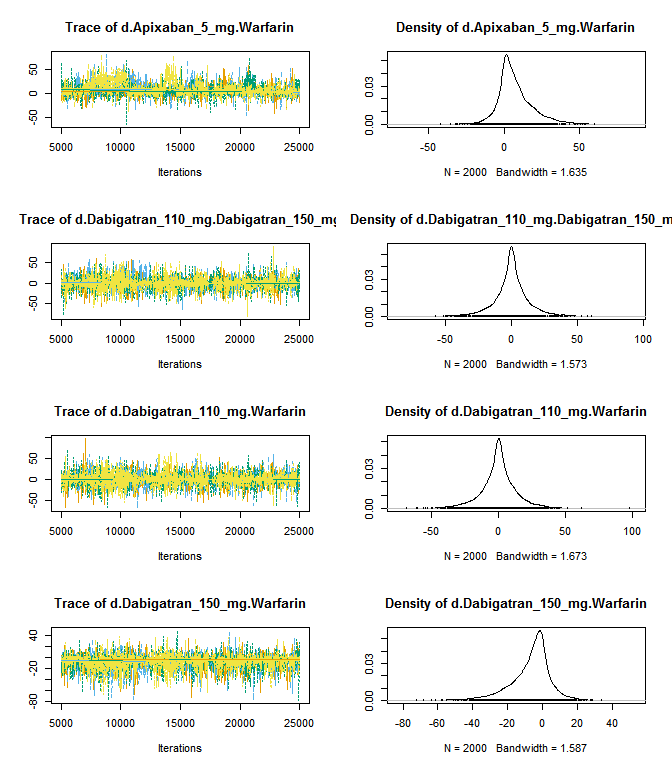 Trace of d.Apixaban_5_mg.Warfarin
50
0
-50
5000 10000 15000 20000 25000
Iterations
Density of d.Apixaban_5_mg.Warfarin
0.03
0.00
-50 0 50
N = 2000 Bandwidth = 1.635
Trace of d.Dabigatran_110_mg.Dabigatran_150_mg
50
0
-50
5000 10000 15000 20000 25000
Iterations
Density of d.Dabigatran_110_mg.Dabigatran_150_m
0.03
0.00
-50 0 50 100
N = 2000 Bandwidth = 1.573
Trace of d.Dabigatran_110_mg.Warfarin
50
0
-50
5000 10000 15000 20000 25000
Iterations
Density of d.Dabigatran_110_mg.Warfarin
0.03
0.00
-50 0 50 100
N = 2000 Bandwidth = 1.673
Trace of d.Dabigatran_150_mg.Warfarin
40
-20
-80
5000 10000 15000 20000 25000
Iterations
Density of d.Dabigatran_150_mg.Warfarin
0.03
0.00
-80 -60 -40 -20 0 20 40
N = 2000 Bandwidth = 1.587